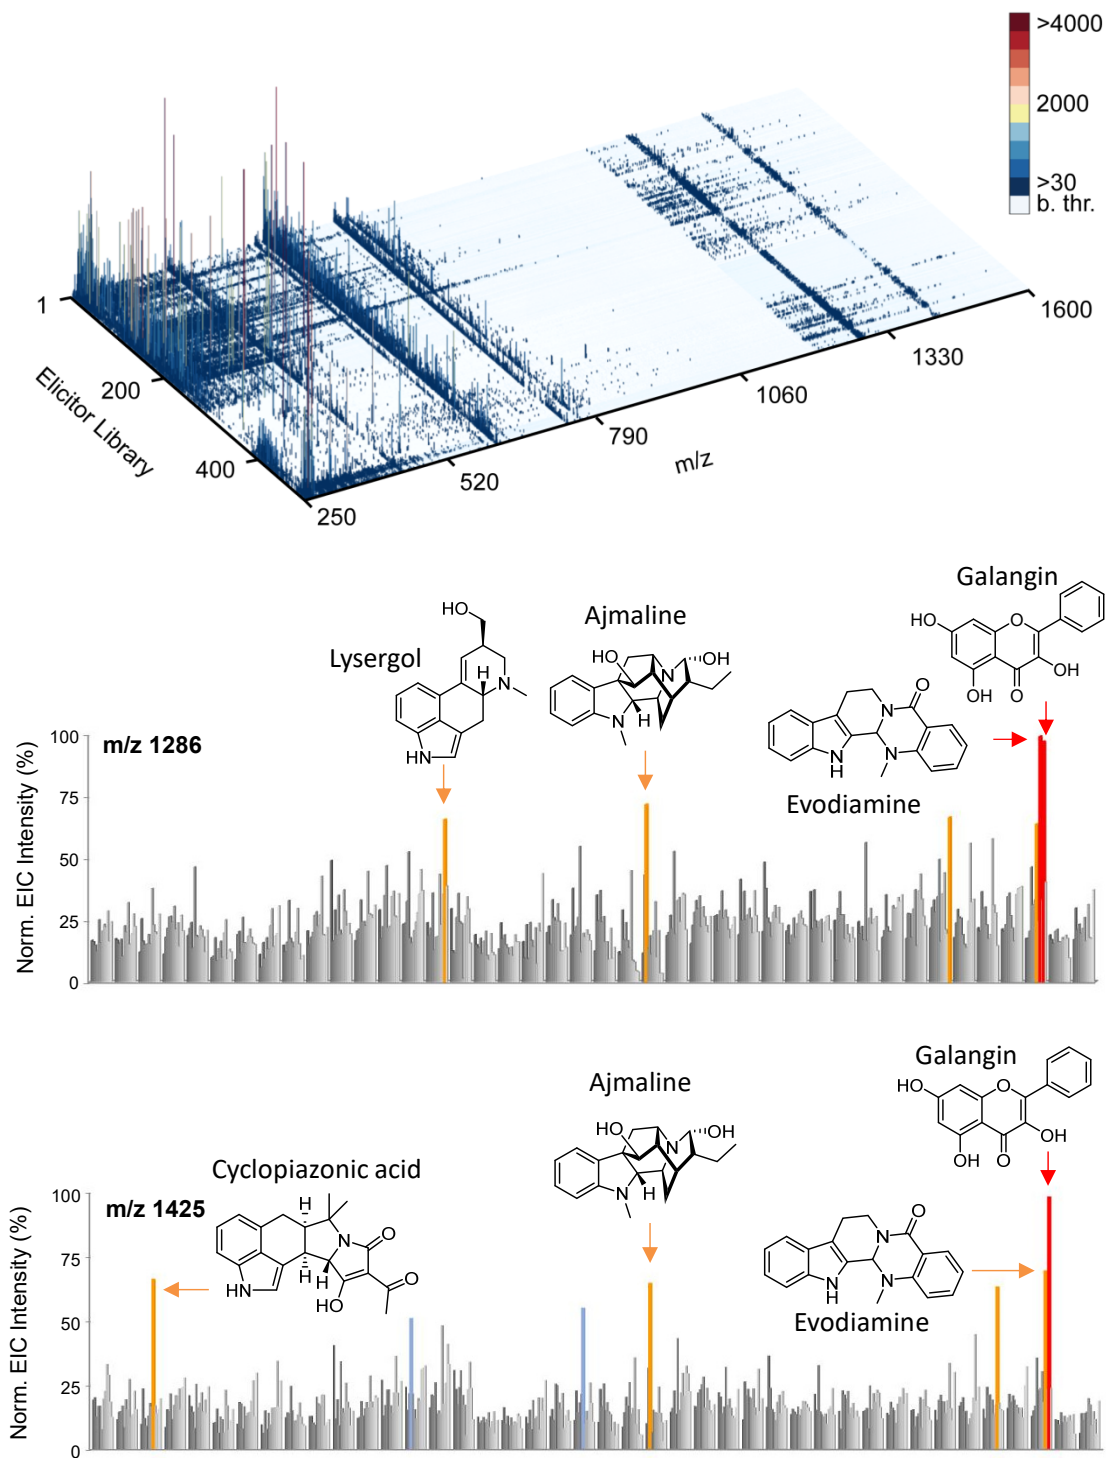 >4000
2000
>30
b. thr.
1
200
400
Elicitor Library
250
520
790
1060
1330
1600
m/z
Galangin
HO
O
OH
OH
O
HO
Lysergol
H
N
HN
Ajmaline
HO
N
OH
N
H
O
N
N
H
N
Evodiamine
m/z 1286
Norm. EIC Intensity (%)
100
75
50
25
0
Galangin
HO
O
OH
OH
O
Ajmaline
HO
N
OH
N
H
Cyclopiazonic acid
H
N
O
H
H
O
HN
HO
O
N
N
H
N
Evodiamine
m/z 1425
Norm. EIC Intensity (%)
100
75
50
25
0